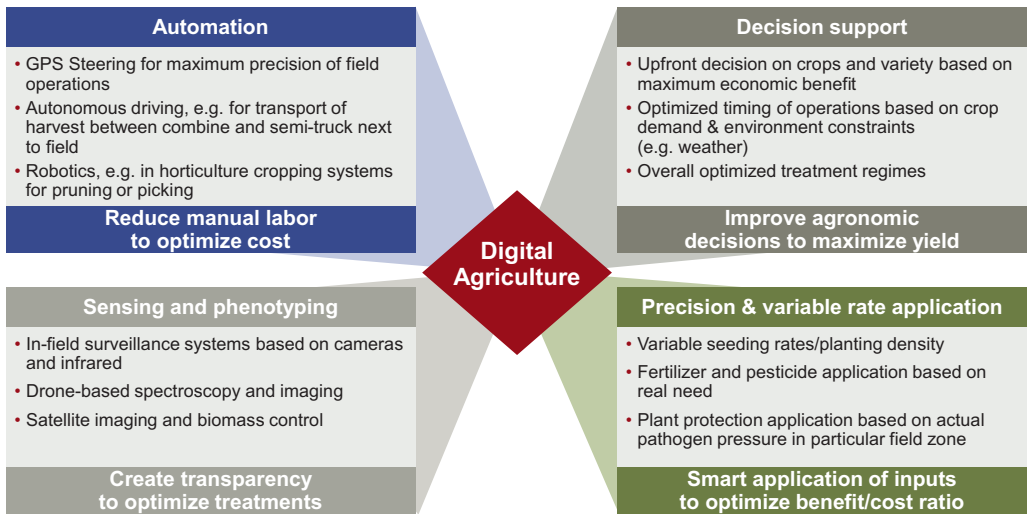 Automation
• GPS Steering for maximum precision of field
operations
• Autonomous driving, e.g. for transport of
harvest between combine and semi-truck next
to field
• Robotics, e.g. in horticulture cropping systems
for pruning or picking
Reduce manual labor
to optimize cost
Decision support
• Upfront decision on crops and variety based on
maximum economic benefit
• Optimized timing of operations based on crop
demand & environment constraints
(e.g. weather)
• Overall optimized treatment regimes
Improve agronomic
decisions to maximize yield
Digital
Agriculture
Sensing and phenotyping
• In-field surveillance systems based on cameras
and infrared
• Drone-based spectroscopy and imaging
• Satellite imaging and biomass control
Create transparency
to optimize treatments
Precision & variable rate application
• Variable seeding rates/planting density
• Fertilizer and pesticide application based on
real need
• Plant protection application based on actual
pathogen pressure in particular field zone
Smart application of inputs
to optimize benefit/cost ratio